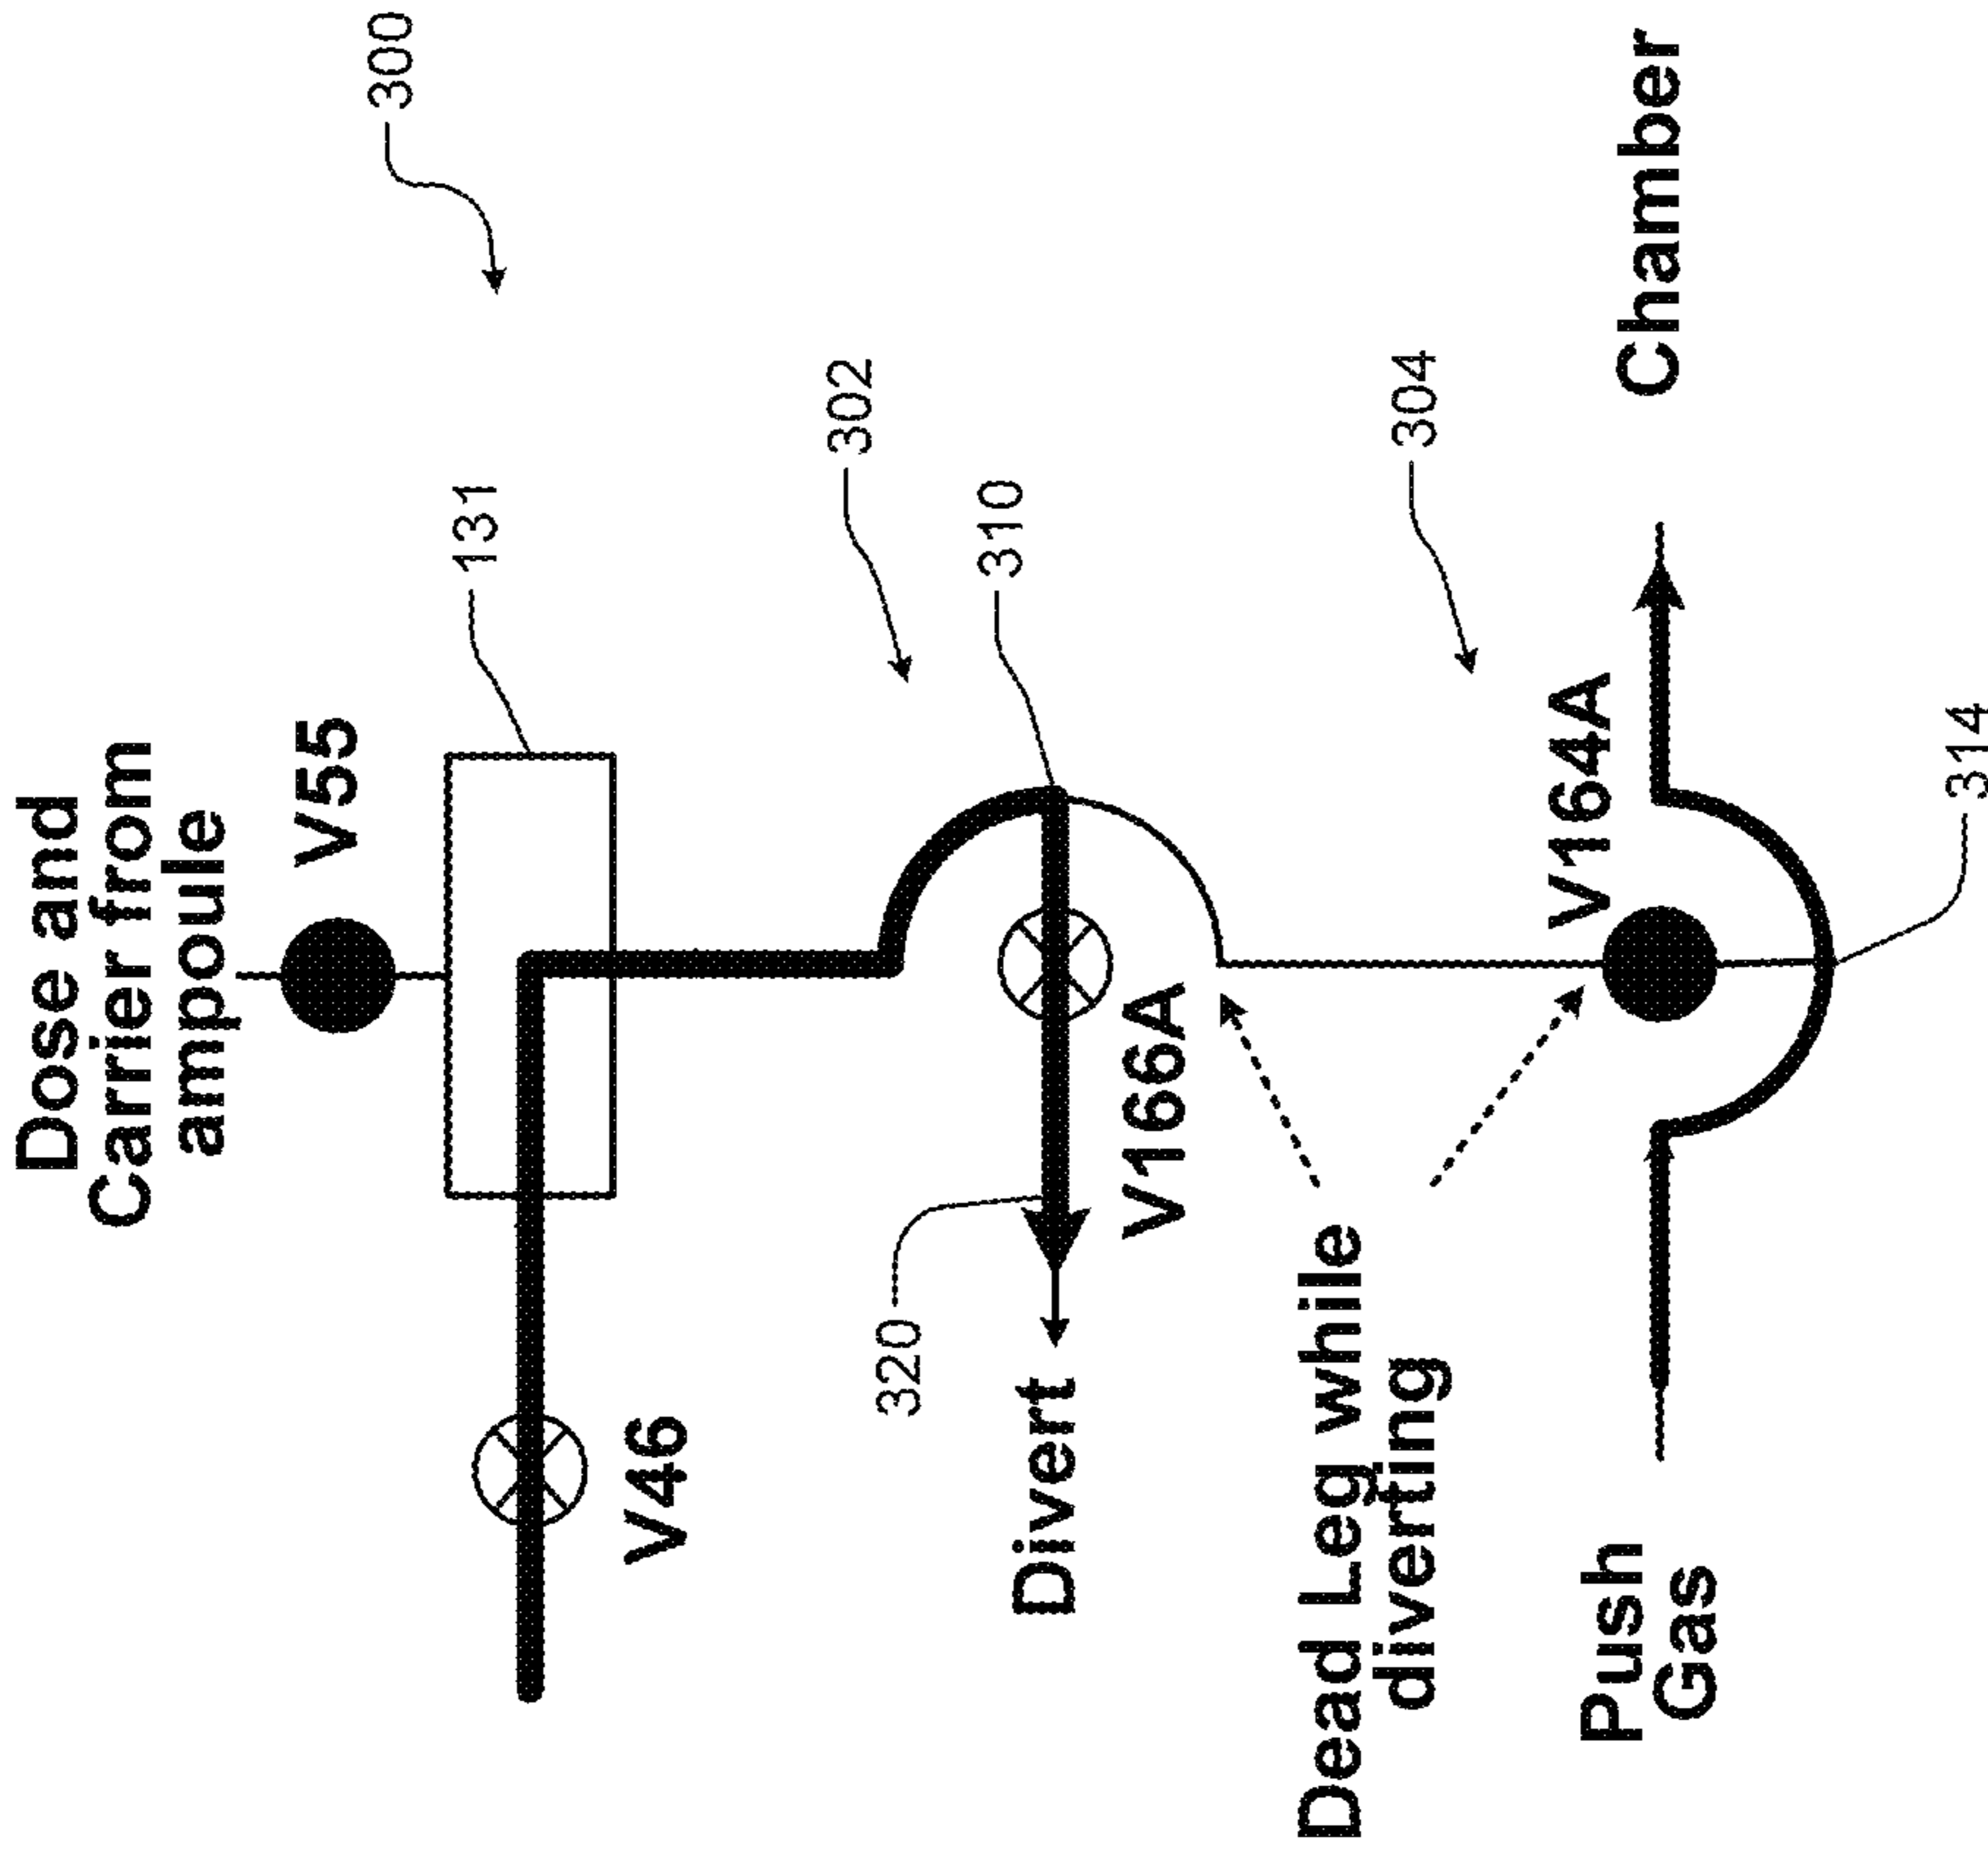 Dose and
Carrier from
ampoule
V55
300
131
V46
302
310
320
Divert
V166A
304
Dead Leg while
diverting
V164A
Push
Gas
Chamber
314